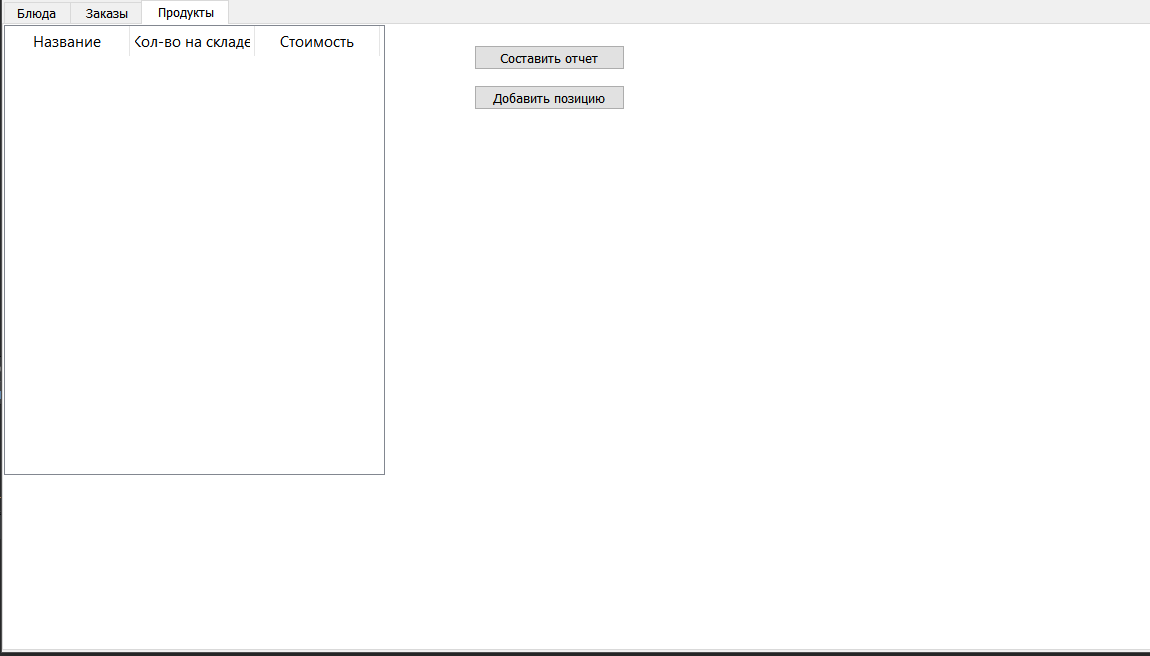 Блюда Заказы Продукты
Название Кол-во на складе Стоимость
Составить отчет
Добавить позицию